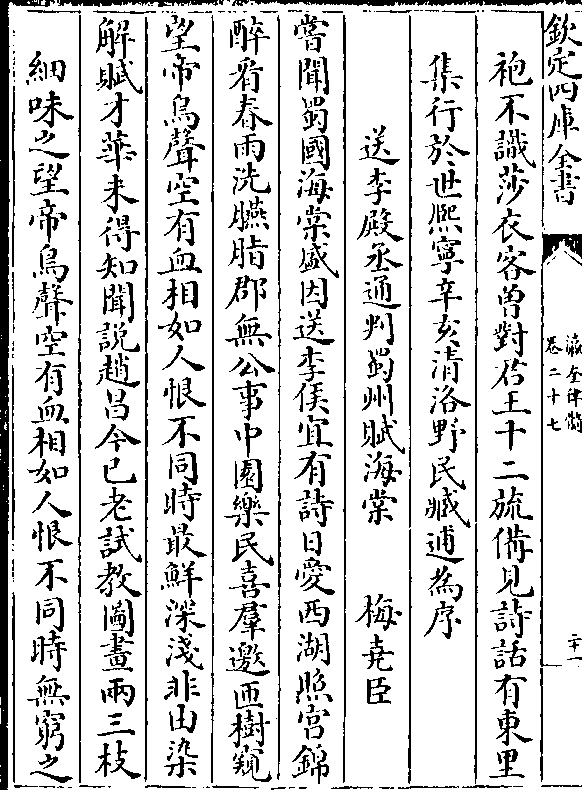 欽定四庫全書
瀛奎律髓
卷二十七
二十一
袍不識莎衣客曽對君王十二旒備見詩話有東里
集行於世熈寧辛亥清洛野民臧逋為序
送李殿丞通判蜀州賦海棠 梅堯臣
嘗聞蜀國海棠盛因送李侯宜有詩日愛西湖照宫錦
醉看春雨洗臙脂郡無公事中園樂民喜羣邀匝樹窺
望帝鳥聲空有血相如人恨不同時最鮮深淺非由染
解賦才華未得知聞說趙昌今已老試教圖畫兩三枝
細味之望帝鳥聲空有血相如人恨不同時無窮之